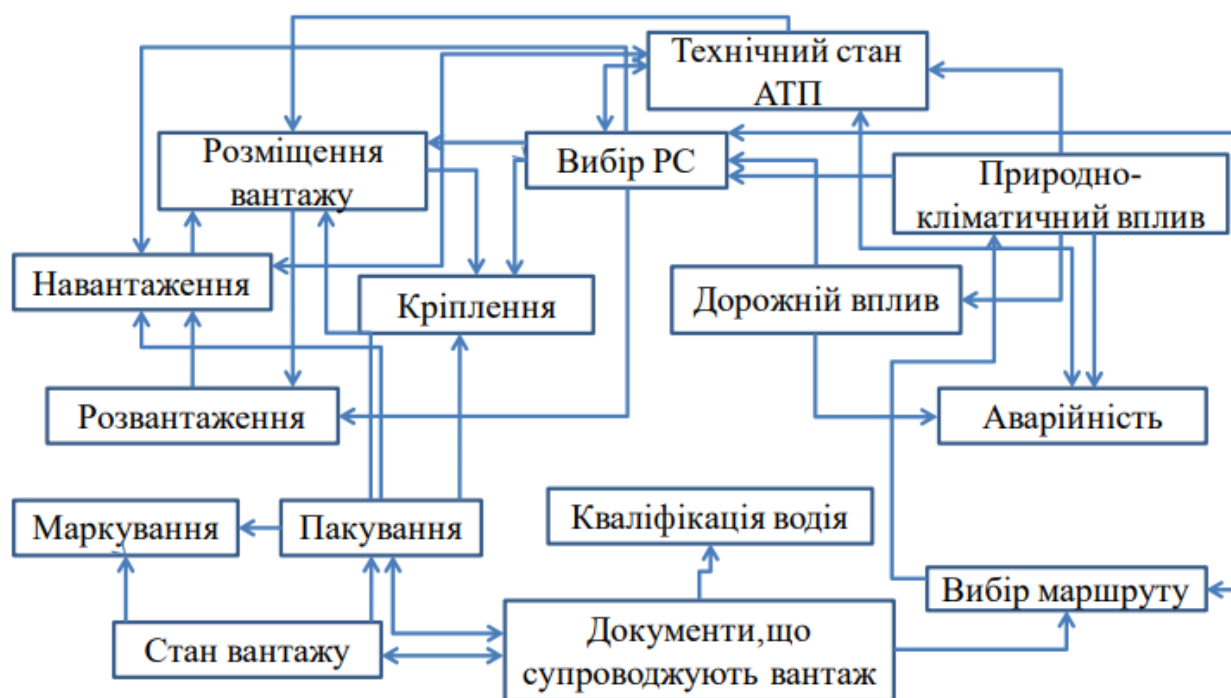 Технічний стан
АТП
Розміщення
вантажу
Вибір РС
Природно-
кліматичний вплив
Навантаження
Кріплення
Дорожній вплив
Розвантаження
Аварійність
Маркування
Пакування
Кваліфікація водія
Вибір маршруту
Стан вантажу
Документи,що
супроводжують вантаж